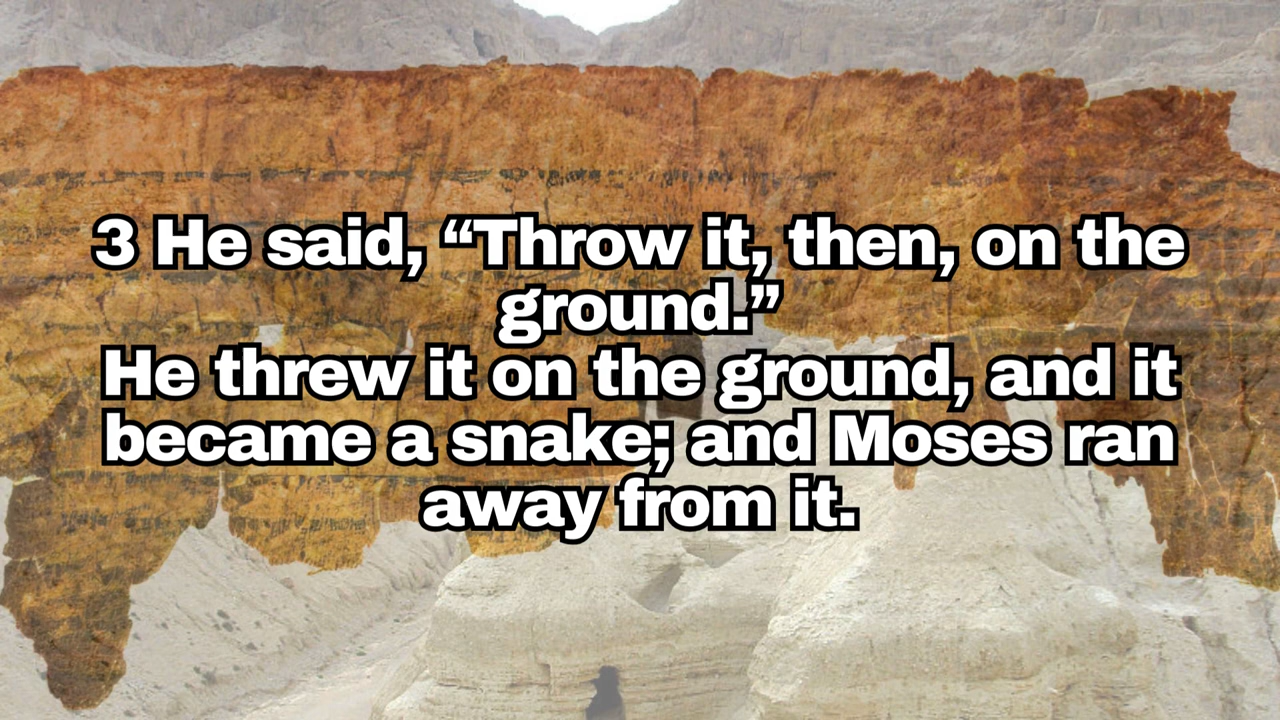 3 He said, “Throw it, then, on the
ground.”
He threw it on the ground, and it
became a snake; and Moses ran
away from it.